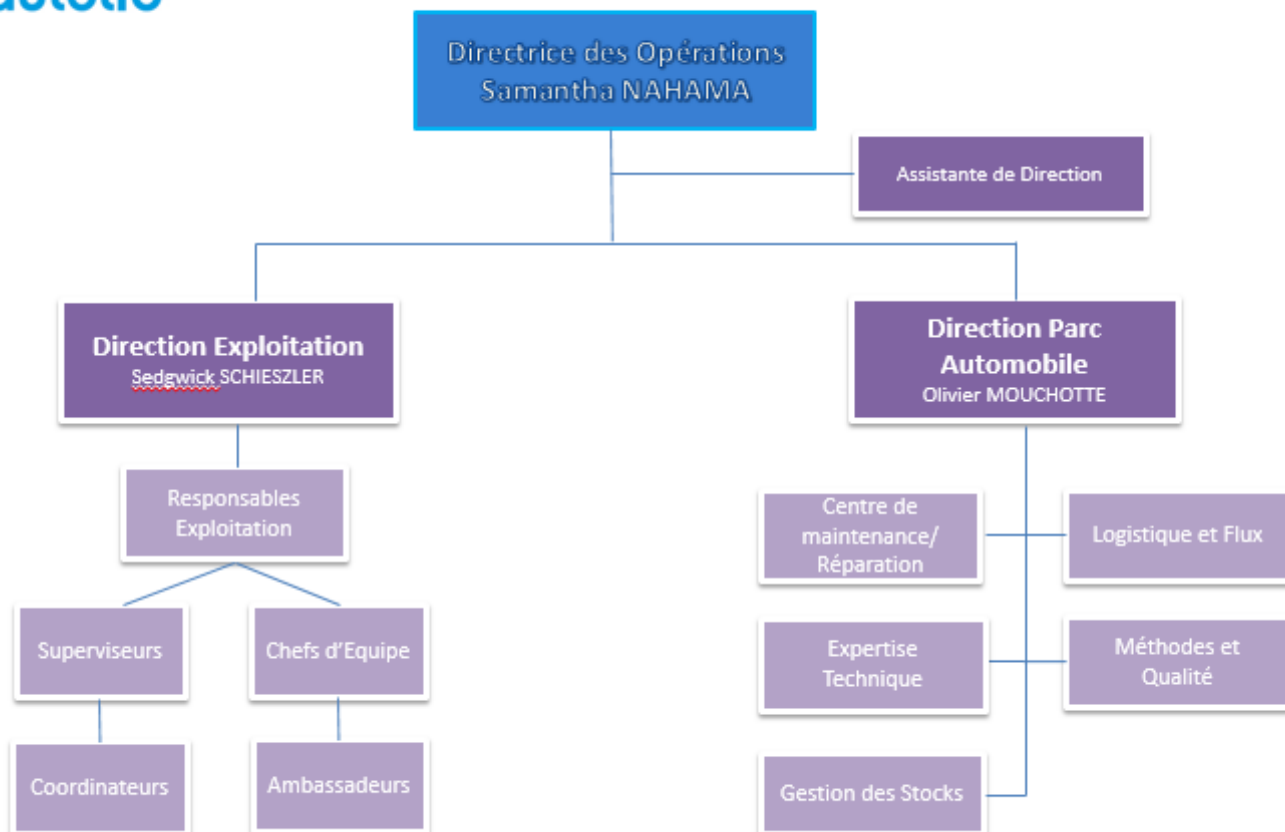 Directrice des Opérations
Samantha NAHAMA
Assistante de Direction
Direction Exploitation
Sedgwick SCHIESZLER
Direction Parc
Automobile
Olivier MOUCHOTTE
Responsables
Exploitation
Centre de
maintenance/
Réparation
Logistique et Flux
Superviseurs
Chefs d’Equipe
Expertise
Technique
Méthodes et
Qualité
Coordinateurs
Ambassadeurs
Gestion des Stocks